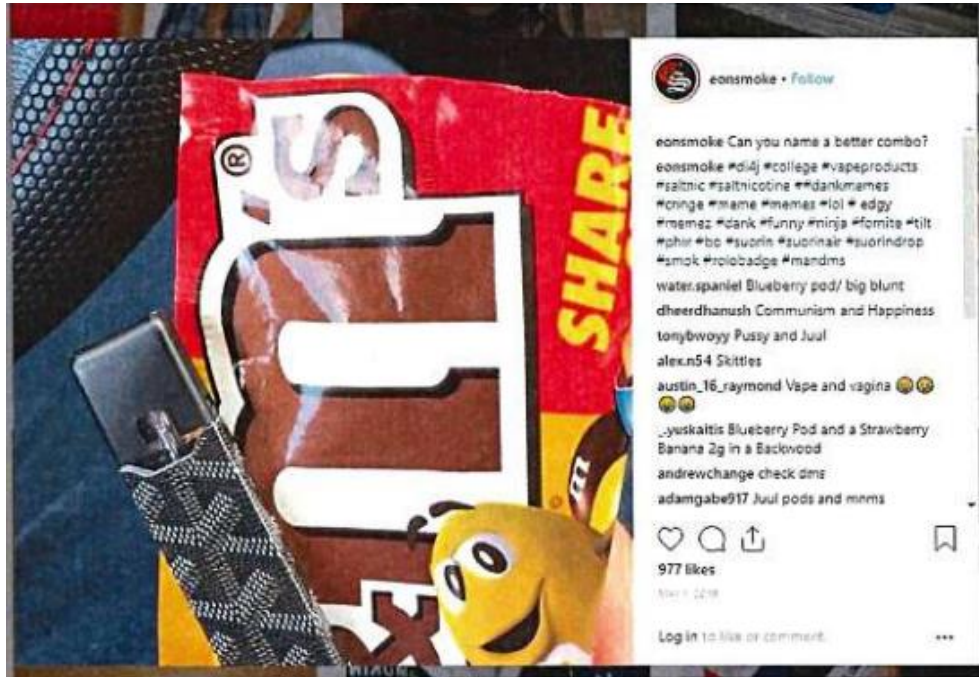 eonsmoke • Follow
eonsmoke Can you name a better combo?
eonsmoke #di4j #college #vapeproducts
#saltnic #saltnicotine ##dankmemes
#cringe #meme #memes #lol # edgy
#memez #dank #funny #ninja #fornite #tilt
#phir #bo #suorin #suorinair #suorindrop
#smok #rolobadge #mandms
water.spaniel Blueberry pod/ big blunt
dheerdhanush Communism and Happiness
tonybwoyy Pussy and Juul
alex.n54 Skittles
austin_16_raymond Vape and vagina
_.yuskaitis Blueberry Pod and a Strawberry
Banana 2g in a Backwood
andrewchange check dms
adamgabe917 Juul pods and mnms
977 likes
Log in to like or comment.
m's
®
SHARE
m